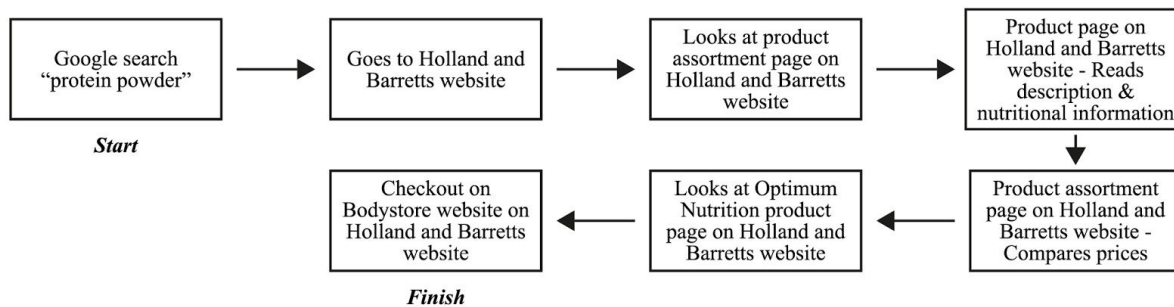 Google search
“protein powder”
Start
Goes to Holland and
Barretts website
Looks at product
assortment page on
Holland and Barretts
website
Product page on
Holland and Barretts
website - Reads
description &
nutritional information
Product assortment
page on Holland and
Barretts website -
Compares prices
Looks at Optimum
Nutrition product
page on Holland and
Barretts website
Checkout on
Bodystore website on
Holland and Barretts
website
Finish